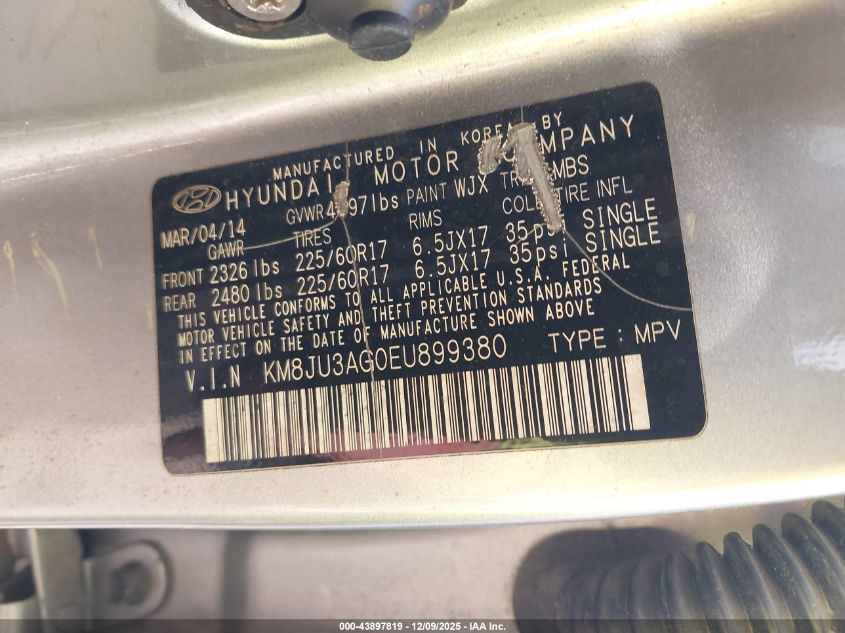 MANUFACTURED IN KOREA BY
HYUNDAI MOTOR COMPANY
MAR/04/14 PAINT WJX MBS
GAWR TIRES RIMS TIRE INFL
FRONT 2326 lbs 225/60R17 6.5JX17 35psi SINGLE
REAR 2480 lbs 225/60R17 6.5JX17 35psi SINGLE
THIS VEHICLE CONFORMS TO ALL APPLICABLE U.S.A. FEDERAL
MOTOR VEHICLE SAFETY AND THEFT PREVENTION STANDARDS
IN EFFECT ON THE DATE OF MANUFACTURE SHOWN ABOVE
V.I.N KM8JU3AG0EU899380 TYPE : MPV
000-43897819 - 12/09/2025 - IAA Inc.